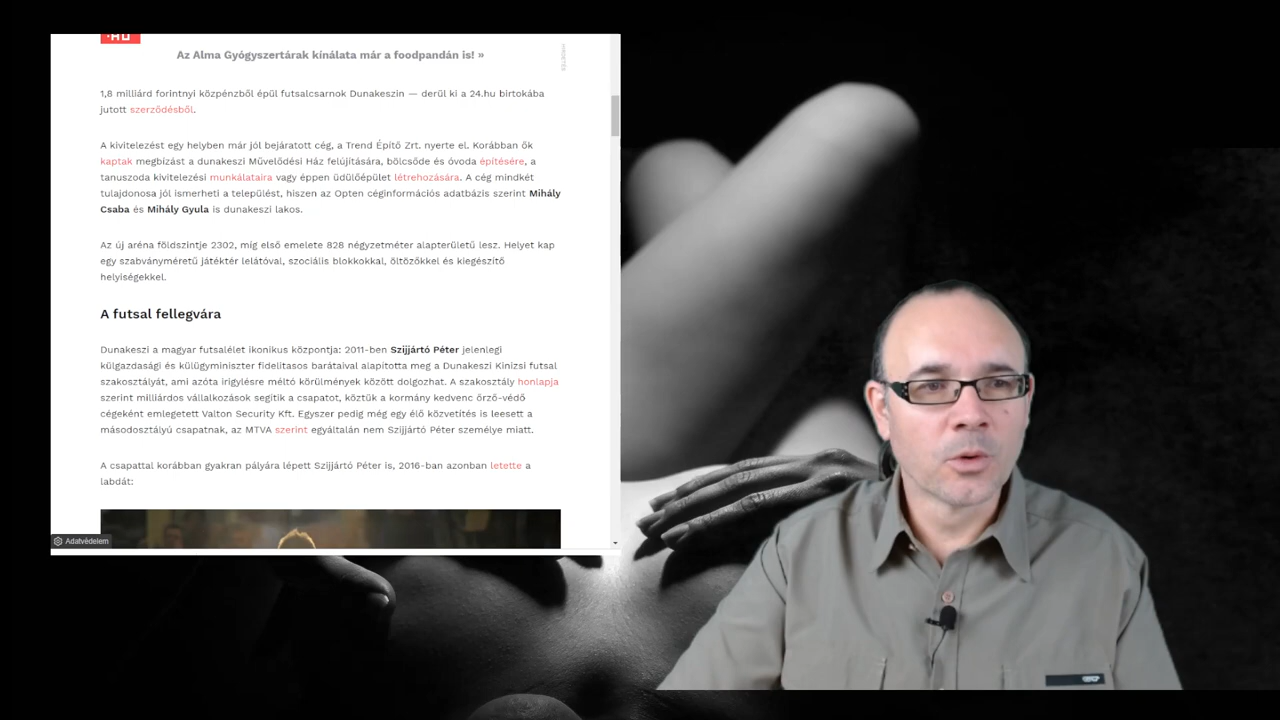 .HU
Az Alma Gyógyszertárak kínálata már a foodpandán is! »
HIRDETÉS
1,8 milliárd forintnyi közpénzből épül futsalcsarnok Dunakeszin — derül ki a 24.hu birtokába
jutott szerződésből.
A kivitelezést egy helyben már jól bejáratott cég, a Trend Építő Zrt. nyerte el. Korábban ők
kaptak megbízást a dunakeszi Művelődési Ház felújítására, bölcsőde és óvoda építésére, a
tanuszoda kivitelezési munkálataira vagy éppen üdülőépület létrehozására. A cég mindkét
tulajdonosa jól ismerheti a települést, hiszen az Opten céginformációs adatbázis szerint Mihály
Csaba és Mihály Gyula is dunakeszi lakos.
Az új aréna földszintje 2302, míg első emelete 828 négyzetméter alapterületű lesz. Helyet kap
egy szabványméretű játéktér lelátóval, szociális blokkokkal, öltözőkkel és kiegészítő
helyiségekkel.
A futsal fellegvára
Dunakeszi a magyar futsalélet ikonikus központja: 2011-ben Szijjártó Péter jelenlegi
külgazdasági és külügyminiszter fidelitasos barátaival alapította meg a Dunakeszi Kinizsi futsal
szakosztályát, ami azóta irigylésre méltó körülmények között dolgozhat. A szakosztály honlapja
szerint milliárdos vállalkozások segítik a csapatot, köztük a kormány kedvenc őrző-védő
cégeként emlegetett Valton Security Kft. Egyszer pedig még egy élő közvetítés is leesett a
másodosztályú csapatnak, az MTVA szerint egyáltalán nem Szijjártó Péter személye miatt.
A csapattal korábban gyakran pályára lépett Szijjártó Péter is, 2016-ban azonban letette a
labdát:
Adatvédelem